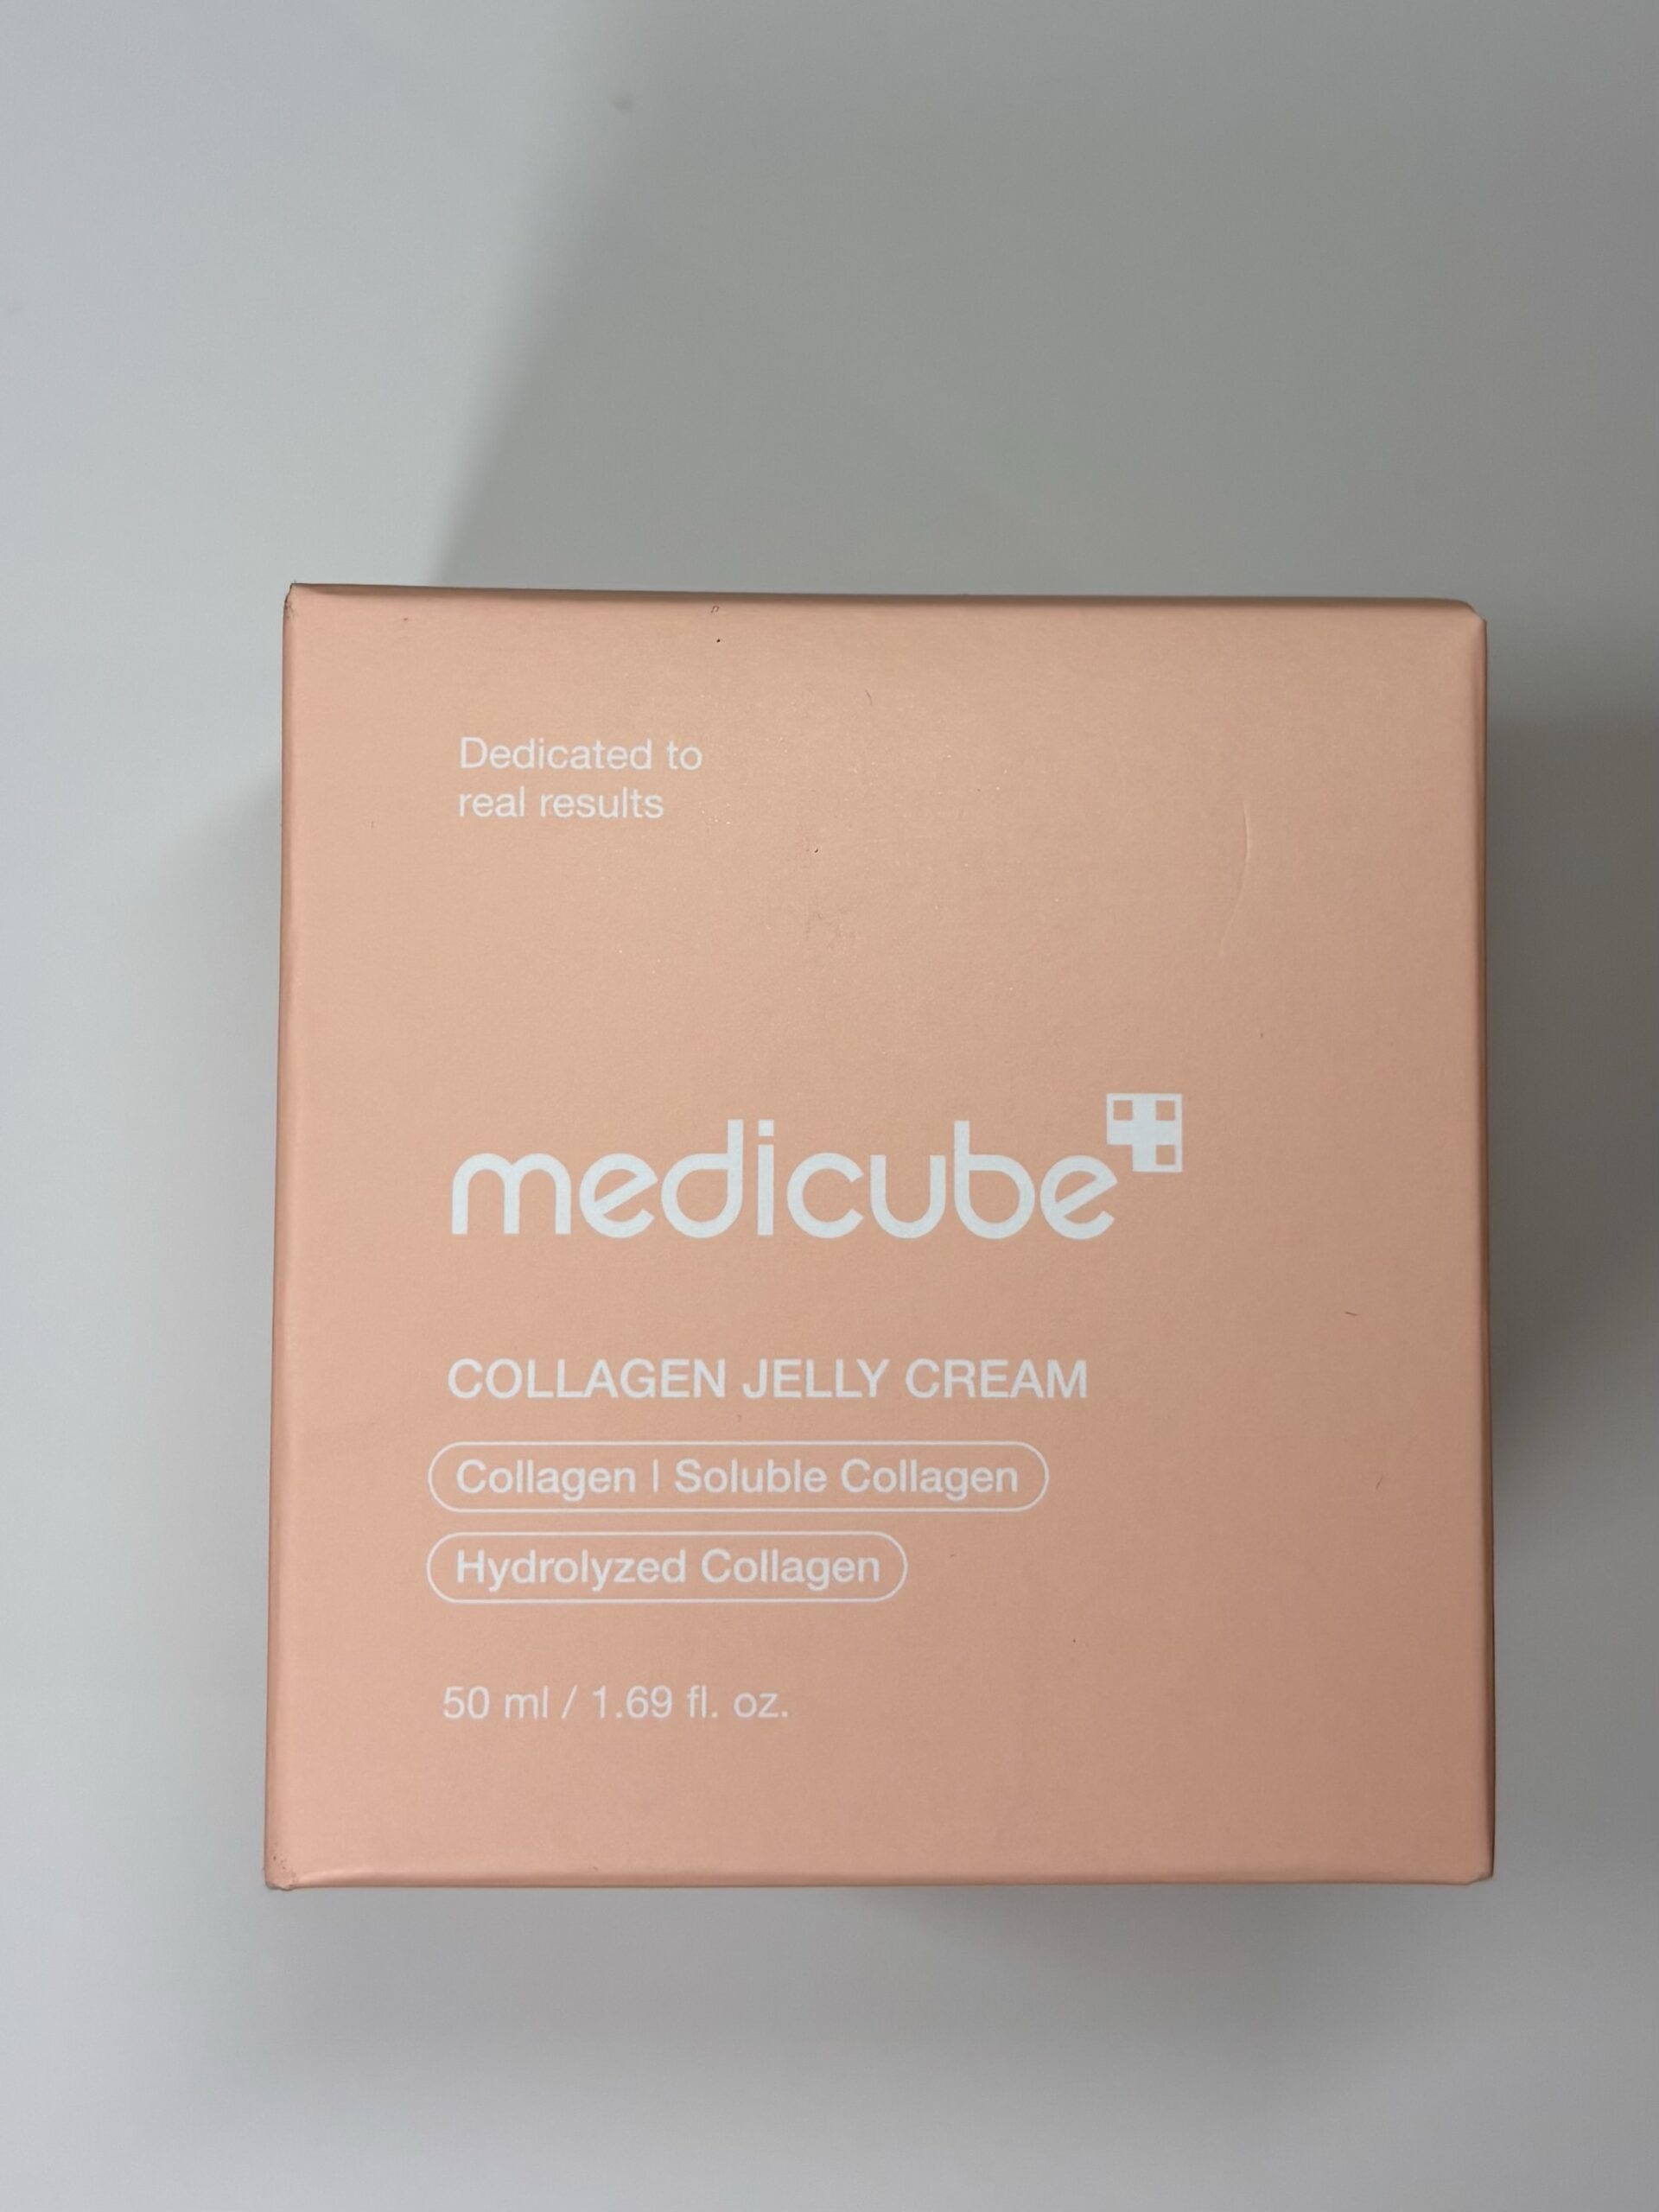 Dedicated to
real results
medicube
COLLAGEN JELLY CREAM
Collagen | Soluble Collagen
Hydrolyzed Collagen
50 ml / 1.69 fl. oz.